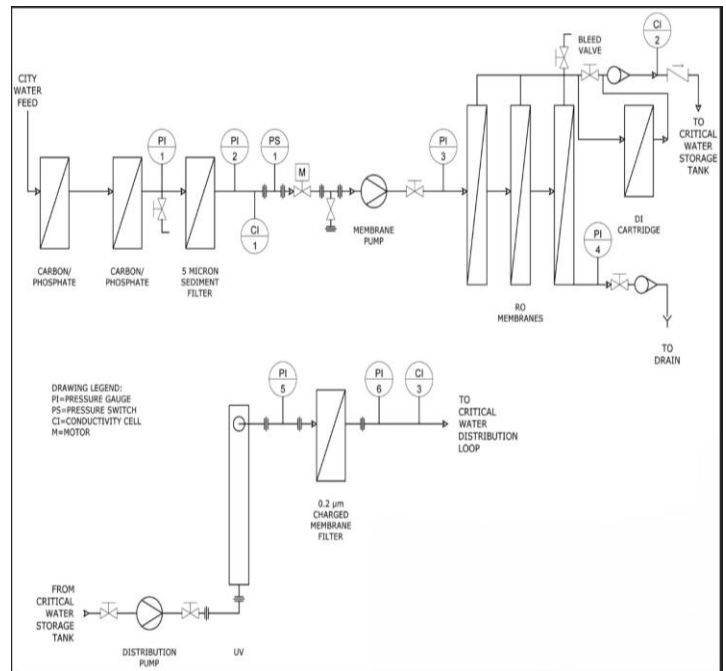 CI
2
BLEED
VALVE
CITY
WATER
FEED
PI
1
PI
2
PS
1
M
PI
3
TO
CRITICAL
WATER
STORAGE
TANK
CI
1
MEMBRANE
PUMP
DI
CARTRIDGE
PI
4
CARBON/
PHOSPHATE
CARBON/
PHOSPHATE
5 MICRON
SEDIMENT
FILTER
RO
MEMBRANES
TO
DRAIN
DRAWING LEGEND:
PI=PRESSURE GAUGE
PS=PRESSURE SWITCH
CI=CONDUCTIVITY CELL
M=MOTOR
PI
5
PI
6
CI
3
TO
CRITICAL
WATER
DISTRIBUTION
LOOP
0.2 µm
CHARGED
MEMBRANE
FILTER
FROM
CRITICAL
WATER
STORAGE
TANK
DISTRIBUTION
PUMP
UV